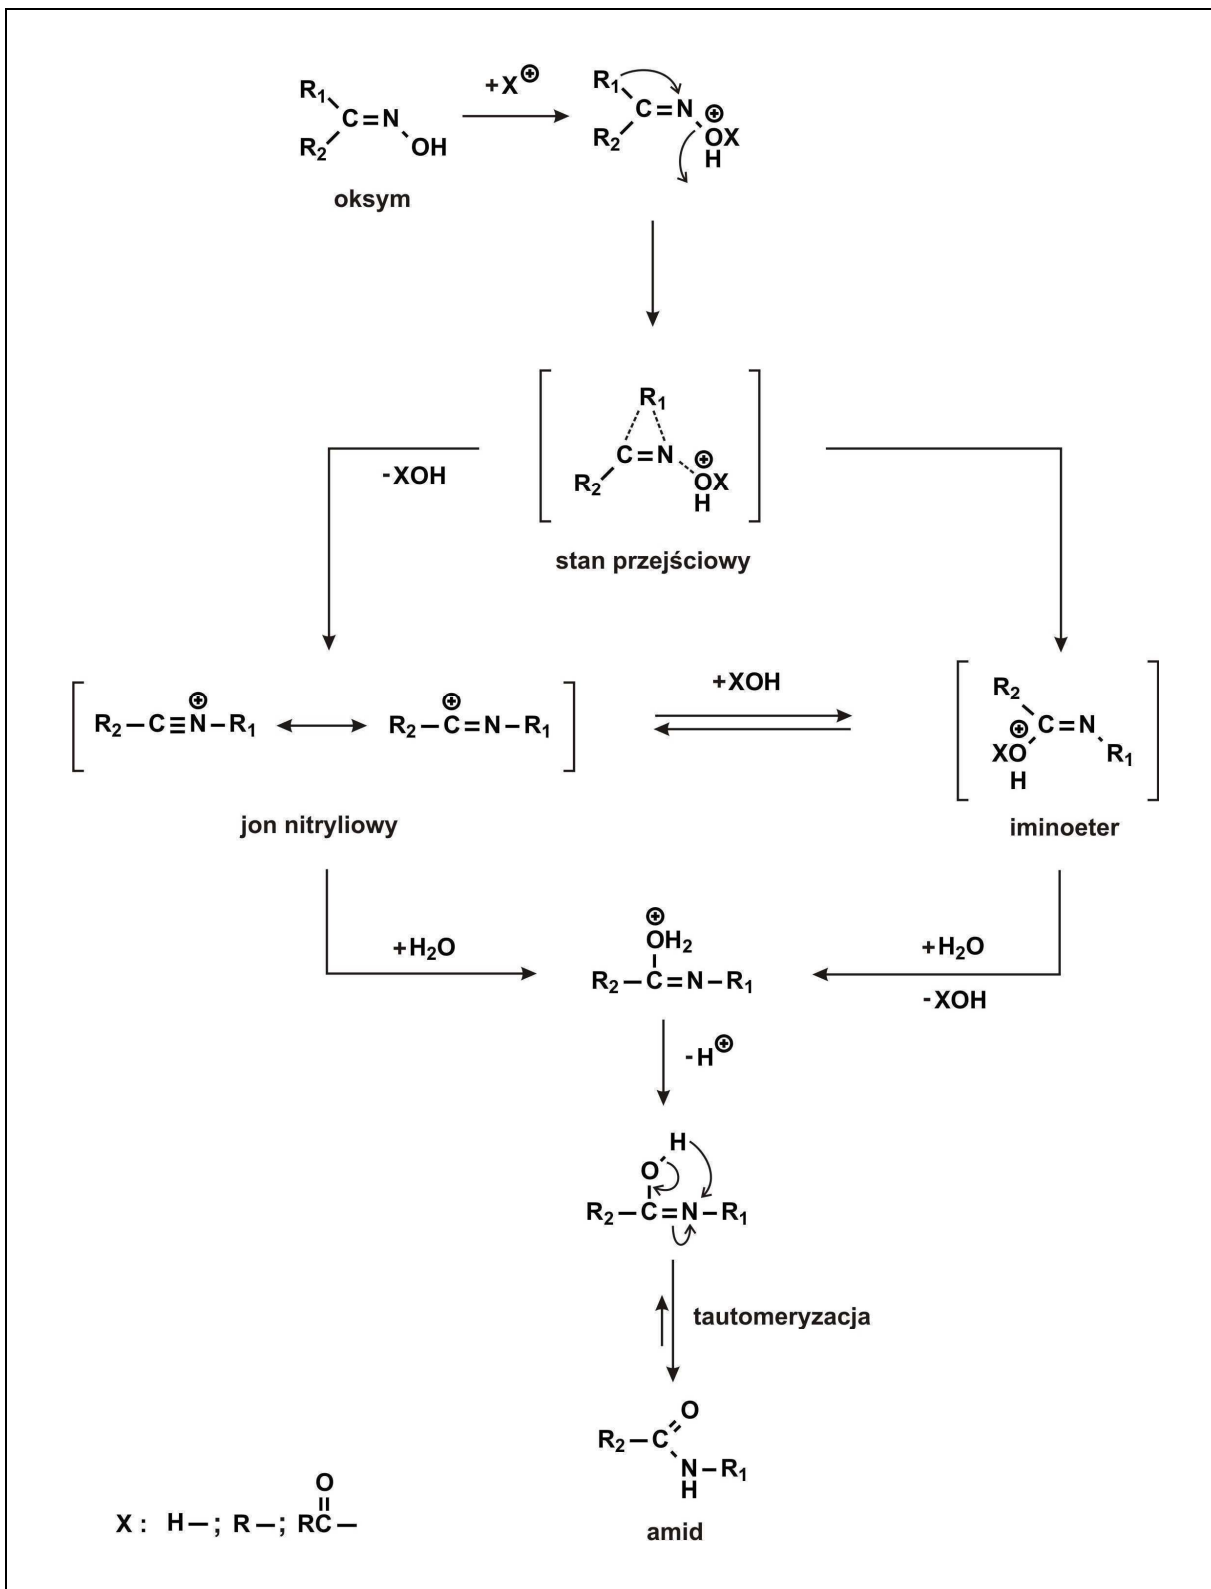 R₁
C=N
R₂ OH
oksym
+X⊕
R₁
C=N ⊕
R₂ OX
H
R₁
C=N ⊕
R₂ OX
H
stan przejściowy
-XOH
R₂–C≡N⊕–R₁ ↔ R₂–C⊕=N–R₁
jon nitryliowy
+XOH
R₂
⊕ C=N
XO R₁
H
iminoeter
+H₂O
+H₂O
-XOH
⊕
OH₂
R₂–C=N–R₁
-H⊕
H
O
R₂–C=N–R₁
tautomeryzacja
O
R₂–C
N–R₁
H
amid
O
X : H–; R–; RC–